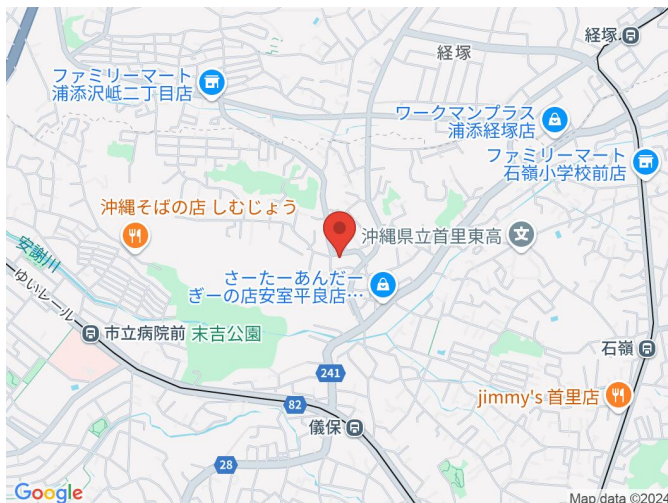 経塚
経塚
ファミリーマート
浦添沢岻二丁目店
ワークマンプラス
浦添経塚店
ファミリーマート
石嶺小学校前店
沖縄そばの店 しむじょう
沖縄県立首里東高
安謝川
ゆいレール
さーたーあんだー
ぎーの店安室平良店…
市立病院前
末吉公園
石嶺
241
jimmy's 首里店
82
儀保
28
Google
Map data ©2024